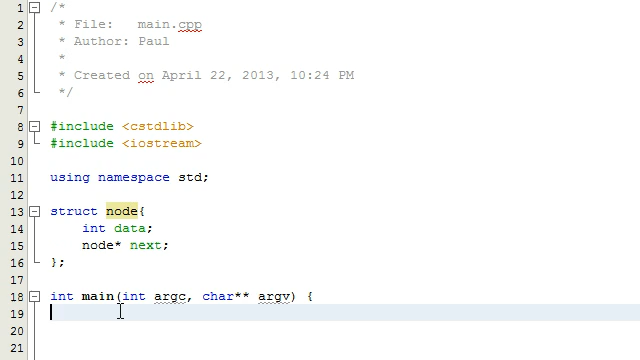 1 /*
2 * File: main.cpp
3 * Author: Paul
4 *
5 * Created on April 22, 2013, 10:24 PM
6 */
7
8 #include <cstdlib>
9 #include <iostream>
10
11 using namespace std;
12
13 struct node{
14 int data;
15 node* next;
16 };
17
18 int main(int argc, char** argv) {
19
20
21